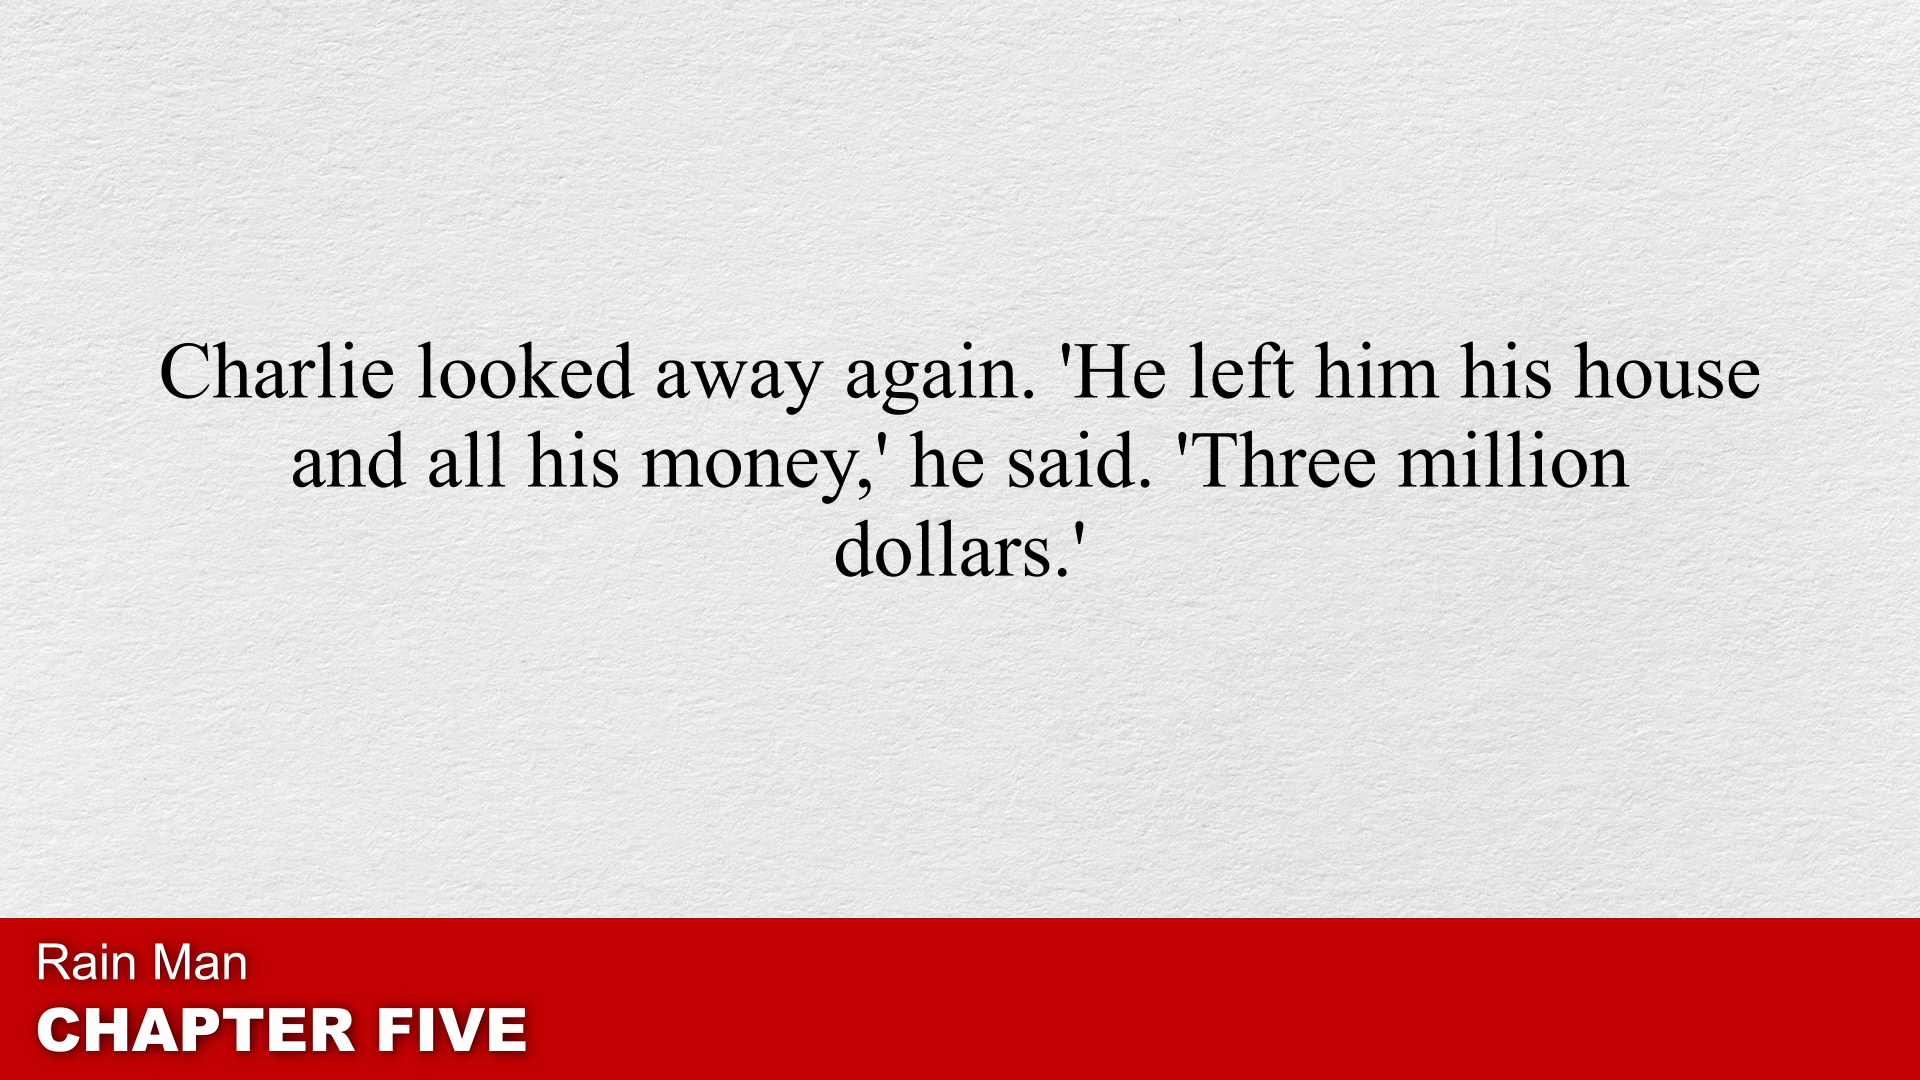 Charlie looked away again. 'He left him his house
and all his money,' he said. 'Three million
dollars.'
Rain Man
CHAPTER FIVE